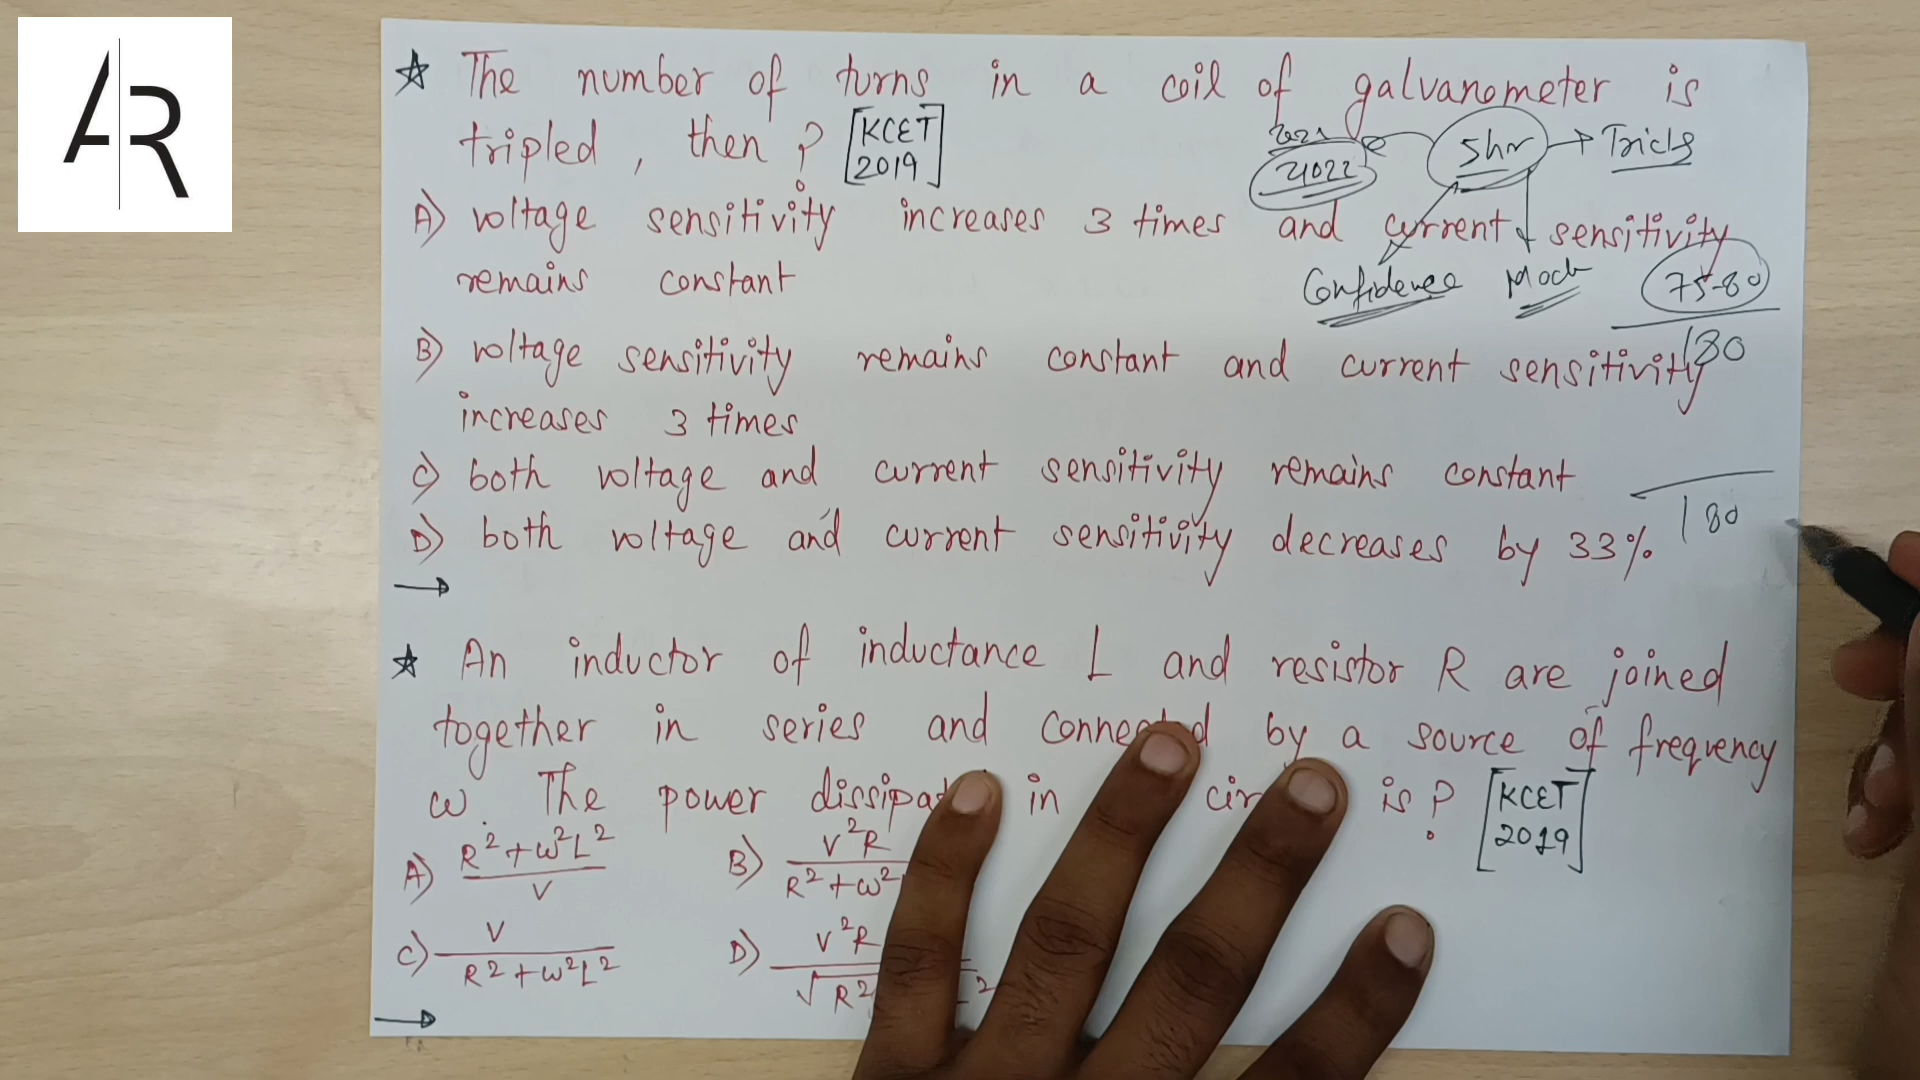 AR
☆ The number of turns in a coil of galvanometer is
tripled, then ? [KCET 2019]
2021
2022
5hr → Tricks
A) voltage sensitivity increases 3 times and current sensitivity
remains constant
Confidence Mock 75-80
180
B) voltage sensitivity remains constant and current sensitivity
increases 3 times
C) both voltage and current sensitivity remains constant
180
D) both voltage and current sensitivity decreases by 33%
→
☆ An inductor of inductance L and resistor R are joined
together in series and by a source of frequency
ω. The power in is ? [KCET 2019]
A) R²+ω²L² / V
B) V²R / R²+ω²
C) V / R²+ω²L²
D) V²R / √R² L²
→